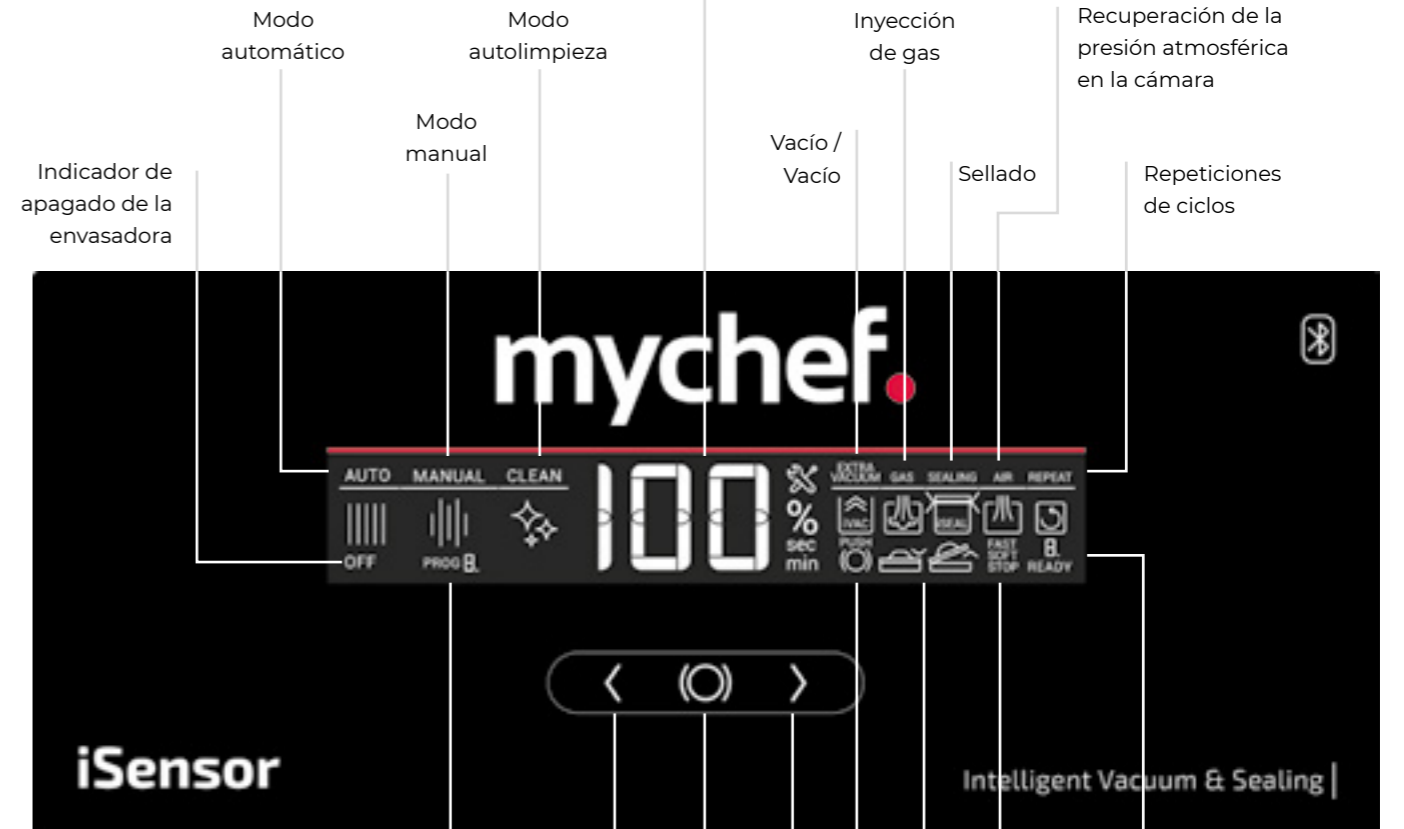 Modo
automático
Modo
autolimpieza
Inyección
de gas
Recuperación de la
presión atmosférica
en la cámara
Modo
manual
Vacío /
Vacío
Sellado
Repeticiones
de ciclos
Indicador de
apagado de la
envasadora
mychef.
AUTO MANUAL CLEAN
OFF
PROG 8.
100
%
sec
min
EXTRA
VACUUM GAS SEALING AIR REPEAT
iVAC
iSEAL
PUSH
FAST
SOFT
STOP
8.
READY
iSensor
Intelligent Vacuum & Sealing